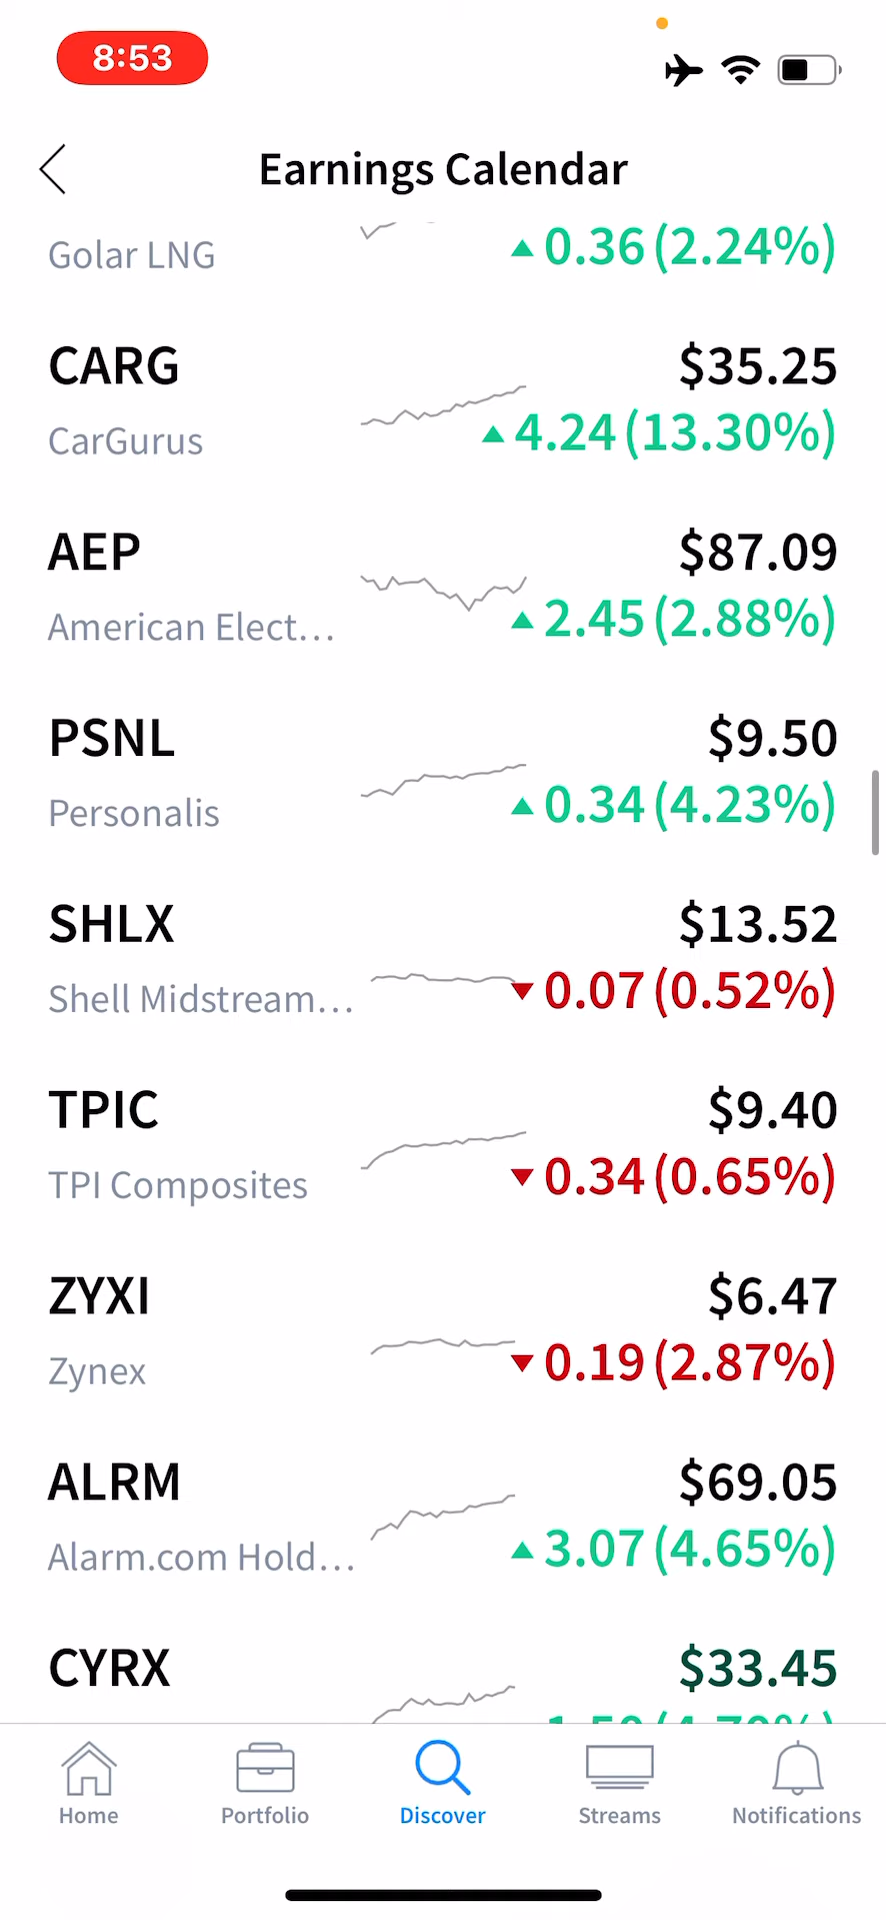 8:53
Earnings Calendar
Golar LNG
▲0.36 (2.24%)
CARG
$35.25
CarGurus
▲4.24 (13.30%)
AEP
$87.09
American Elect...
▲2.45 (2.88%)
PSNL
$9.50
Personalis
▲0.34 (4.23%)
SHLX
$13.52
Shell Midstream...
▼0.07 (0.52%)
TPIC
$9.40
TPI Composites
▼0.34 (0.65%)
ZYXI
$6.47
Zynex
▼0.19 (2.87%)
ALRM
$69.05
Alarm.com Hold...
▲3.07 (4.65%)
CYRX
$33.45
Home
Portfolio
Discover
Streams
Notifications